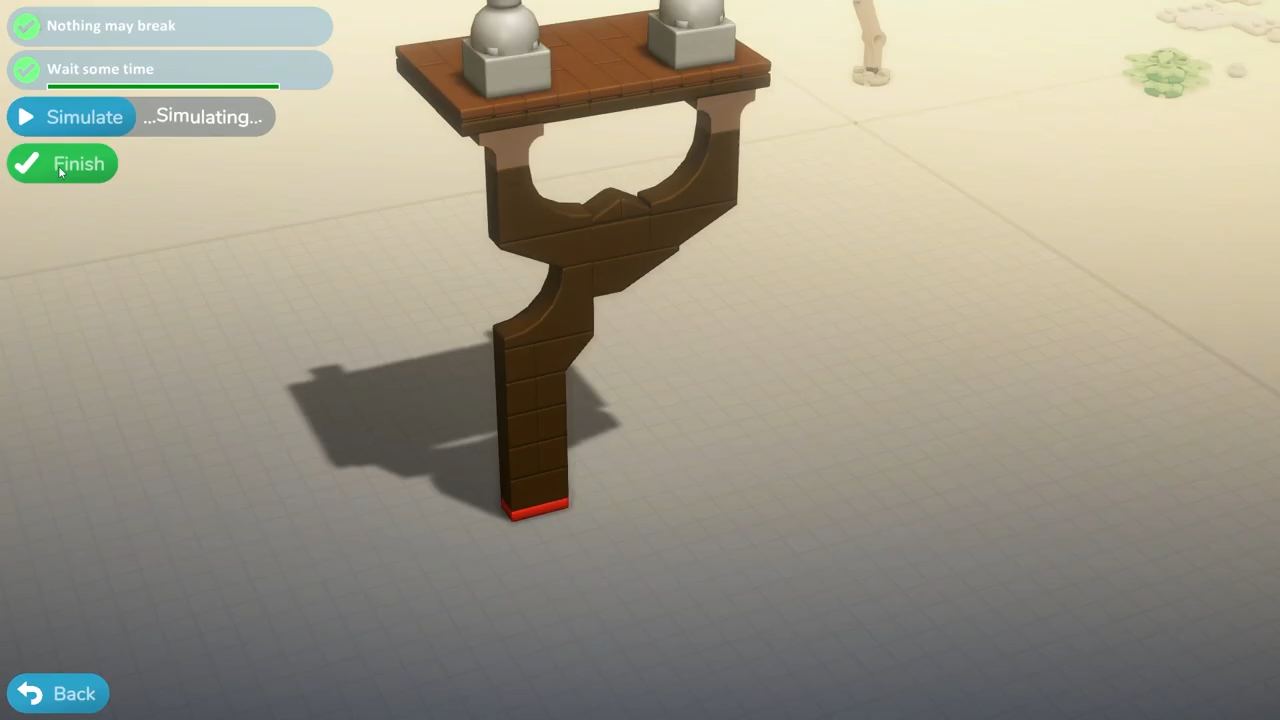 Nothing may break
Wait some time
Simulate
...Simulating...
Finish
Back